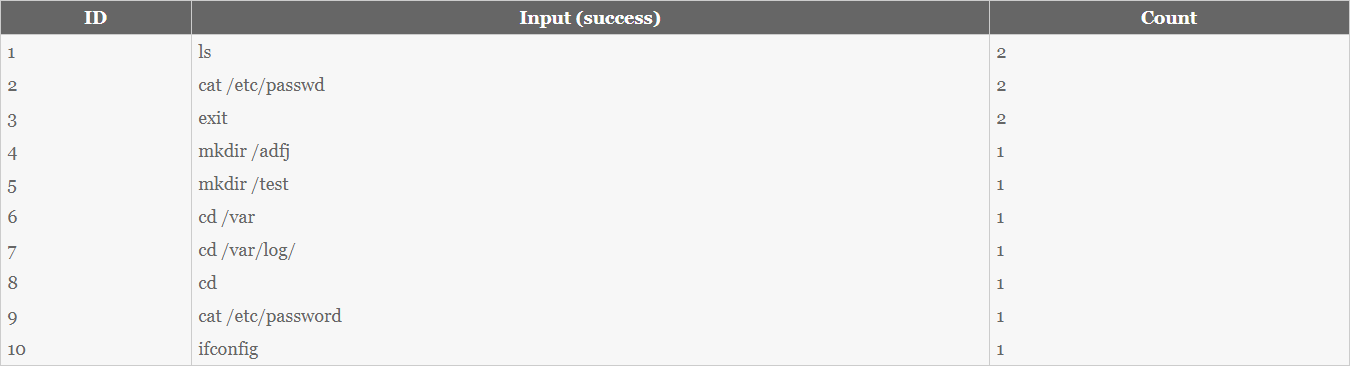 ID Input (success) Count
1 ls 2
2 cat /etc/passwd 2
3 exit 2
4 mkdir /adfj 1
5 mkdir /test 1
6 cd /var 1
7 cd /var/log/ 1
8 cd 1
9 cat /etc/password 1
10 ifconfig 1